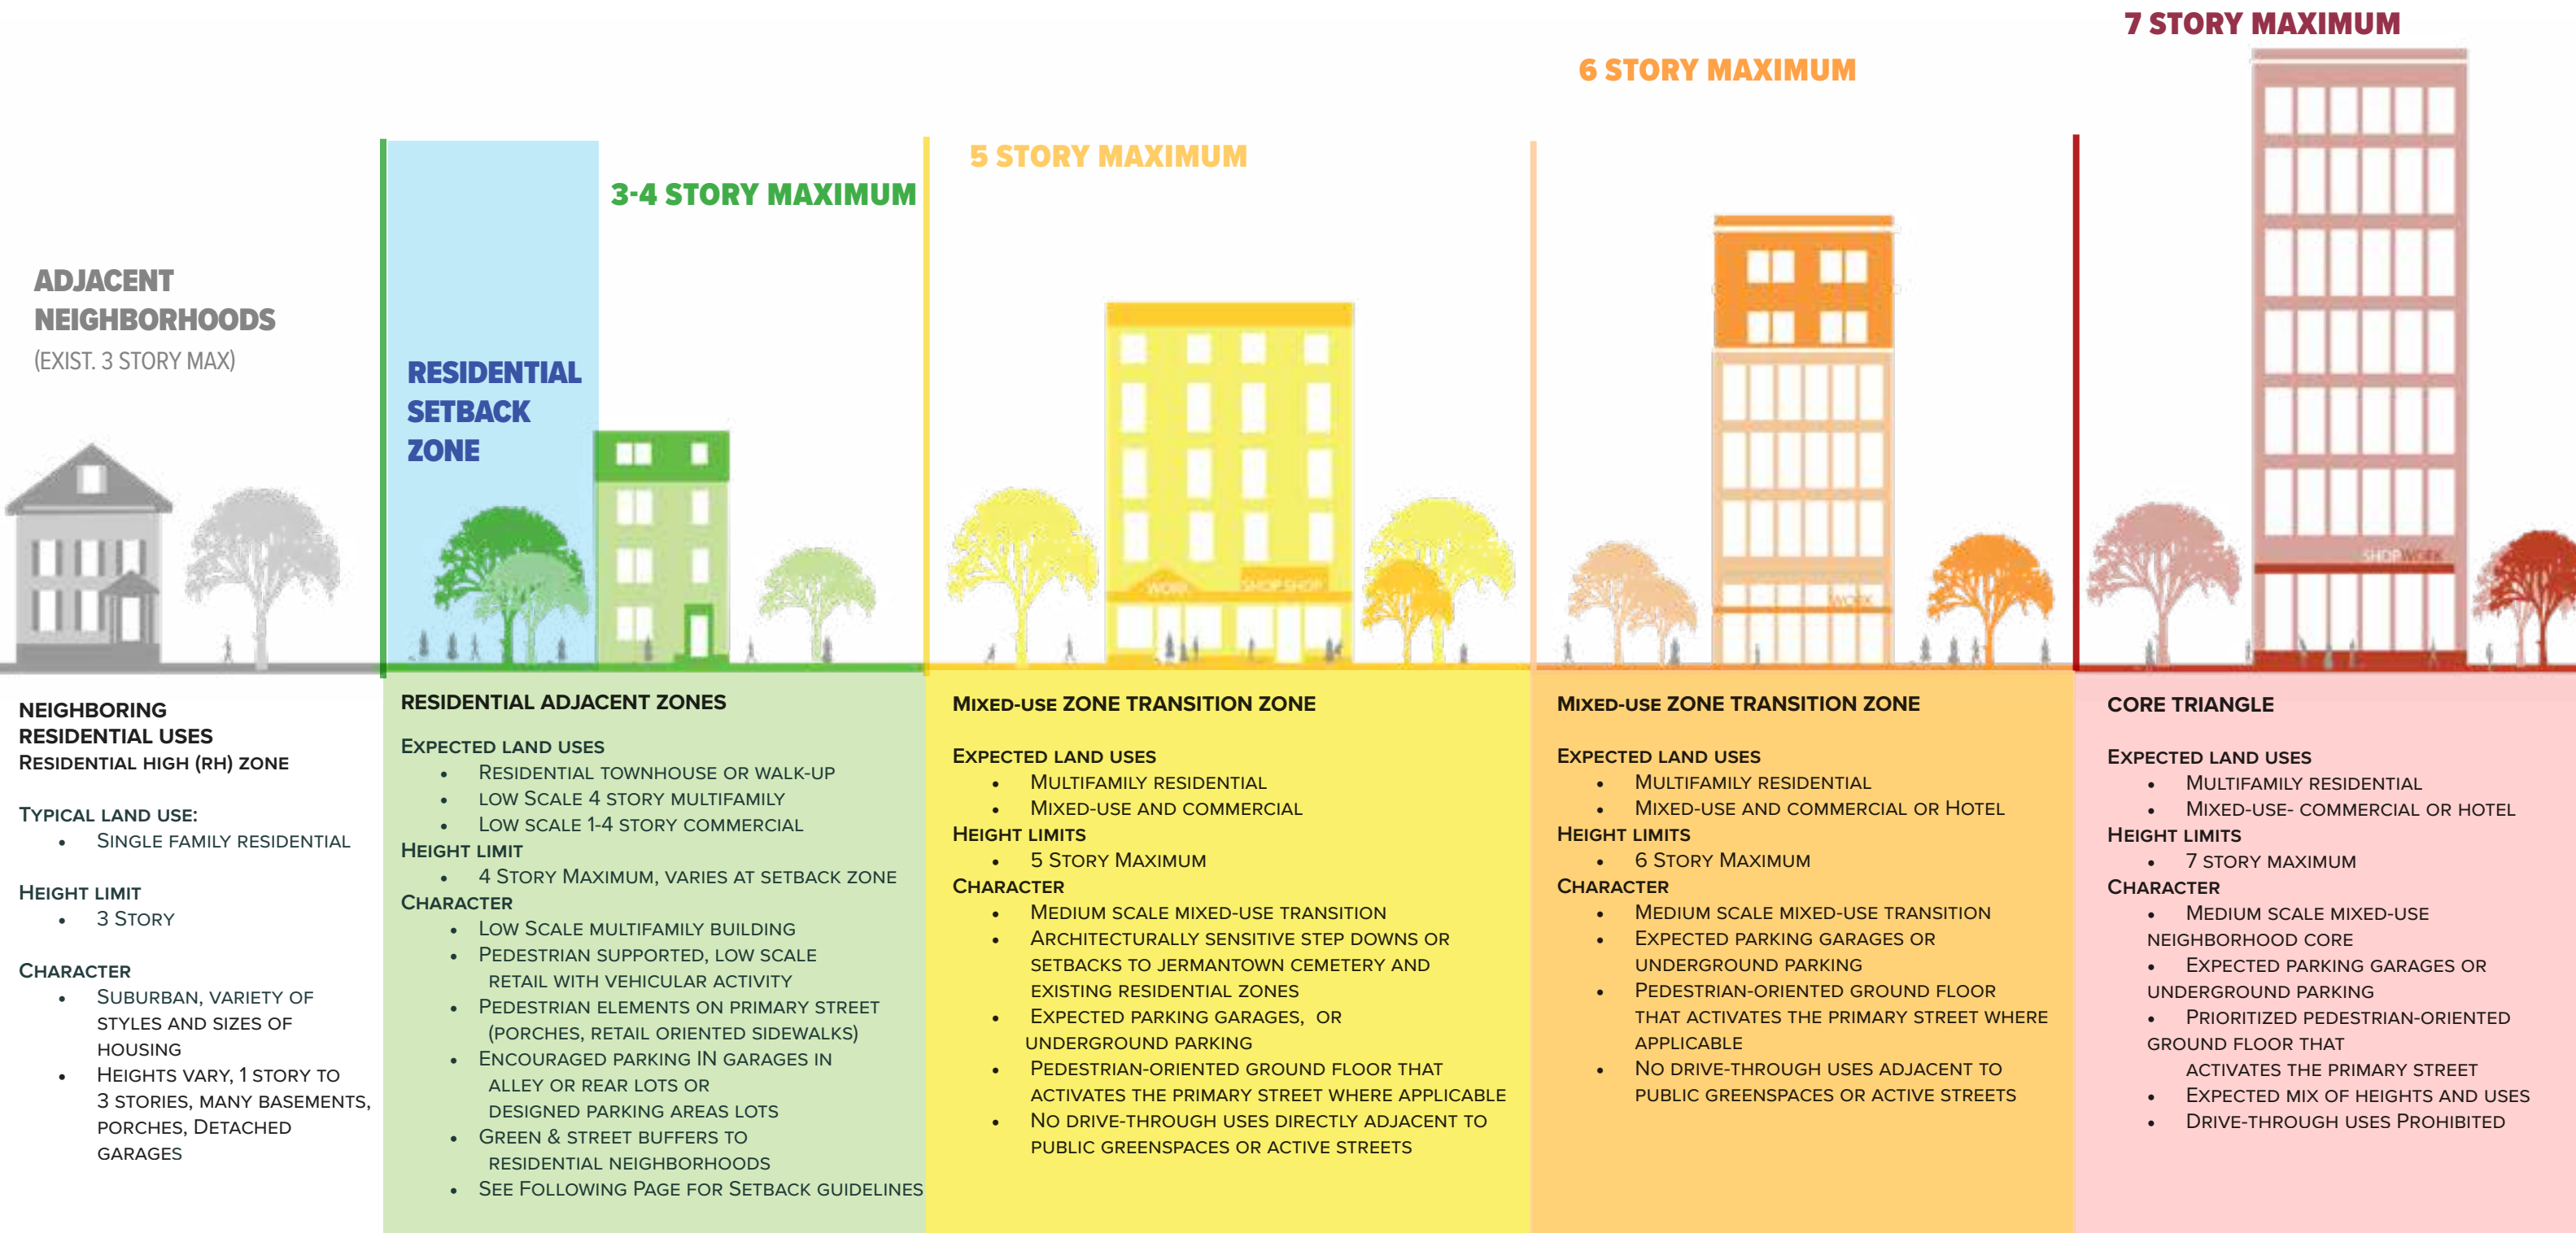 7 STORY MAXIMUM
6 STORY MAXIMUM
5 STORY MAXIMUM
3-4 STORY MAXIMUM
ADJACENT
NEIGHBORHOODS
(EXIST. 3 STORY MAX)
RESIDENTIAL
SETBACK
ZONE
WORK
SHOPSHOP
WORK
SHOPWORK
NEIGHBORING
RESIDENTIAL USES
RESIDENTIAL HIGH (RH) ZONE
TYPICAL LAND USE:
• SINGLE FAMILY RESIDENTIAL
HEIGHT LIMIT
• 3 STORY
CHARACTER
• SUBURBAN, VARIETY OF
STYLES AND SIZES OF
HOUSING
• HEIGHTS VARY, 1 STORY TO
3 STORIES, MANY BASEMENTS,
PORCHES, DETACHED
GARAGES
RESIDENTIAL ADJACENT ZONES
EXPECTED LAND USES
• RESIDENTIAL TOWNHOUSE OR WALK-UP
• LOW SCALE 4 STORY MULTIFAMILY
• LOW SCALE 1-4 STORY COMMERCIAL
HEIGHT LIMIT
• 4 STORY MAXIMUM, VARIES AT SETBACK ZONE
CHARACTER
• LOW SCALE MULTIFAMILY BUILDING
• PEDESTRIAN SUPPORTED, LOW SCALE
RETAIL WITH VEHICULAR ACTIVITY
• PEDESTRIAN ELEMENTS ON PRIMARY STREET
(PORCHES, RETAIL ORIENTED SIDEWALKS)
• ENCOURAGED PARKING IN GARAGES IN
ALLEY OR REAR LOTS OR
DESIGNED PARKING AREAS LOTS
• GREEN & STREET BUFFERS TO
RESIDENTIAL NEIGHBORHOODS
• SEE FOLLOWING PAGE FOR SETBACK GUIDELINES
MIXED-USE ZONE TRANSITION ZONE
EXPECTED LAND USES
• MULTIFAMILY RESIDENTIAL
• MIXED-USE AND COMMERCIAL
HEIGHT LIMITS
• 5 STORY MAXIMUM
CHARACTER
• MEDIUM SCALE MIXED-USE TRANSITION
• ARCHITECTURALLY SENSITIVE STEP DOWNS OR
SETBACKS TO JERMANTOWN CEMETERY AND
EXISTING RESIDENTIAL ZONES
• EXPECTED PARKING GARAGES, OR
UNDERGROUND PARKING
• PEDESTRIAN-ORIENTED GROUND FLOOR THAT
ACTIVATES THE PRIMARY STREET WHERE APPLICABLE
• NO DRIVE-THROUGH USES DIRECTLY ADJACENT TO
PUBLIC GREENSPACES OR ACTIVE STREETS
MIXED-USE ZONE TRANSITION ZONE
EXPECTED LAND USES
• MULTIFAMILY RESIDENTIAL
• MIXED-USE AND COMMERCIAL OR HOTEL
HEIGHT LIMITS
• 6 STORY MAXIMUM
CHARACTER
• MEDIUM SCALE MIXED-USE TRANSITION
• EXPECTED PARKING GARAGES OR
UNDERGROUND PARKING
• PEDESTRIAN-ORIENTED GROUND FLOOR
THAT ACTIVATES THE PRIMARY STREET WHERE
APPLICABLE
• NO DRIVE-THROUGH USES ADJACENT TO
PUBLIC GREENSPACES OR ACTIVE STREETS
CORE TRIANGLE
EXPECTED LAND USES
• MULTIFAMILY RESIDENTIAL
• MIXED-USE- COMMERCIAL OR HOTEL
HEIGHT LIMITS
• 7 STORY MAXIMUM
CHARACTER
• MEDIUM SCALE MIXED-USE
NEIGHBORHOOD CORE
• EXPECTED PARKING GARAGES OR
UNDERGROUND PARKING
• PRIORITIZED PEDESTRIAN-ORIENTED
GROUND FLOOR THAT
ACTIVATES THE PRIMARY STREET
• EXPECTED MIX OF HEIGHTS AND USES
• DRIVE-THROUGH USES PROHIBITED